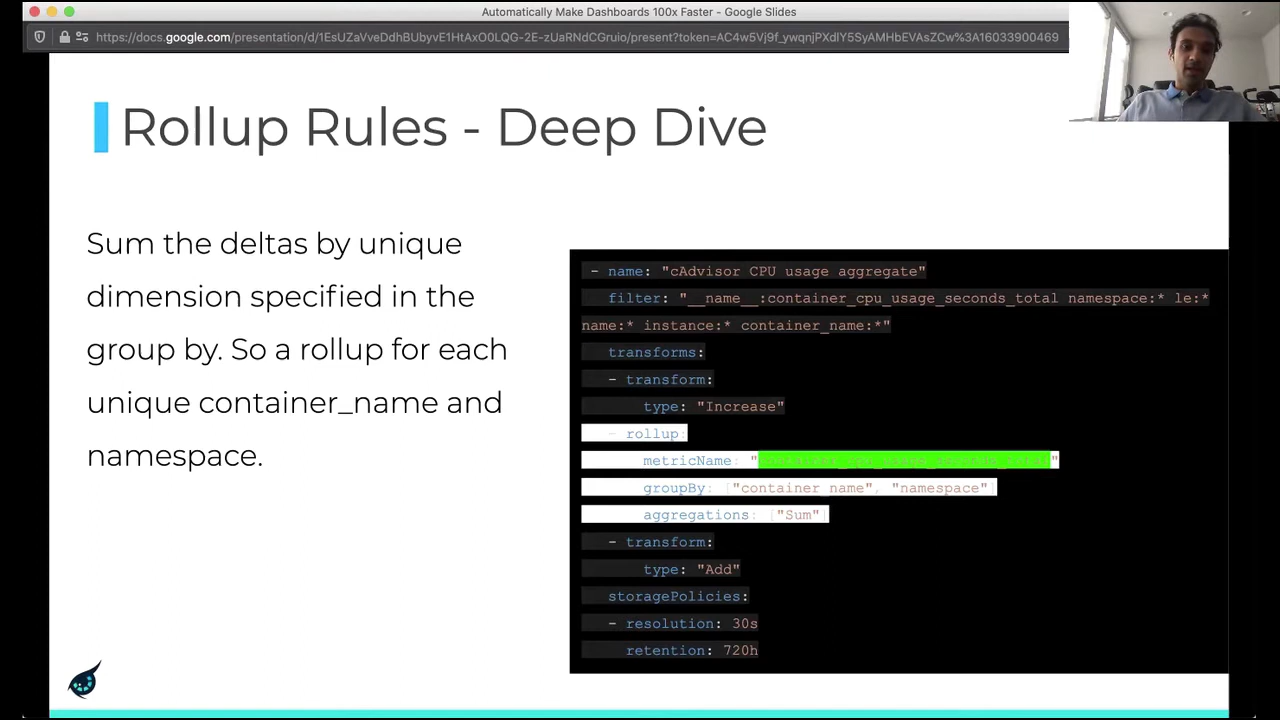 Automatically Make Dashboards 100x Faster - Google Slides
https://docs.google.com/presentation/d/1EsUZaVveDdhBUbyvE1HtAxO0LQG-2E-zUaRNdCGruio/present?token=AC4w5Vj9f_ywqnjPXdlY5SyAMHbEVAsZCw%3A16033900469
Rollup Rules - Deep Dive
Sum the deltas by unique
dimension specified in the
group by. So a rollup for each
unique container_name and
namespace.
- name: "cAdvisor CPU usage aggregate"
filter: "__name__:container_cpu_usage_seconds_total namespace:* le:*
name:* instance:* container_name:*"
transforms:
- transform:
type: "Increase"
- rollup:
metricName: " "
groupBy: ["container_name", "namespace"]
aggregations: ["Sum"]
- transform:
type: "Add"
storagePolicies:
- resolution: 30s
retention: 720h